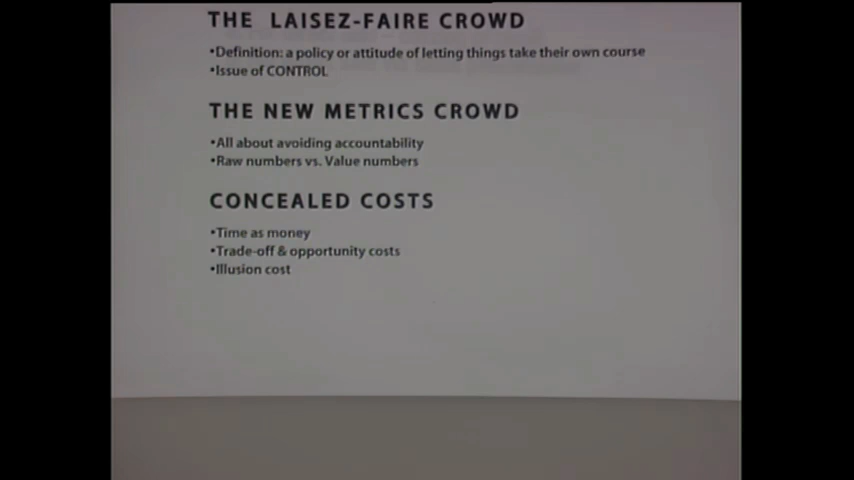 THE LAISEZ-FAIRE CROWD
•Definition: a policy or attitude of letting things take their own course
•Issue of CONTROL
THE NEW METRICS CROWD
•All about avoiding accountability
•Raw numbers vs. Value numbers
CONCEALED COSTS
•Time as money
•Trade-off & opportunity costs
•Illusion cost